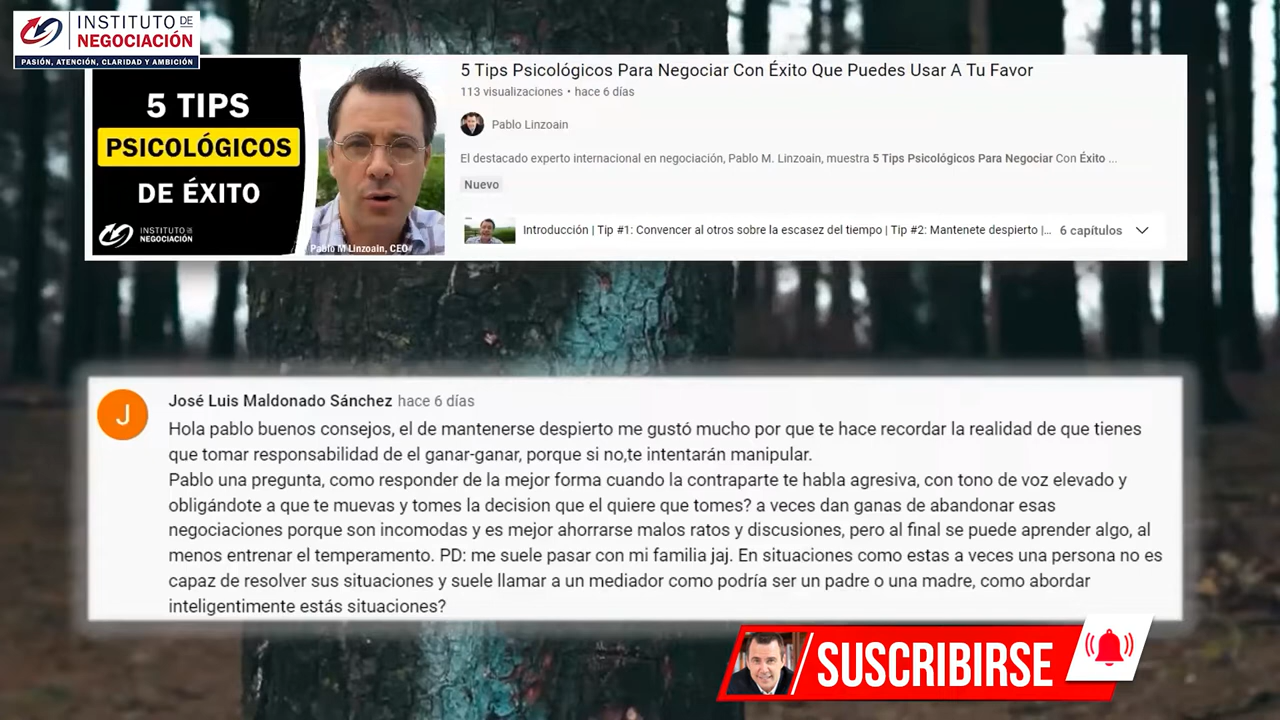 INSTITUTO DE
NEGOCIACIÓN
PASIÓN, ATENCIÓN, CLARIDAD Y AMBICIÓN
5 TIPS
PSICOLÓGICOS
DE ÉXITO
INSTITUTO DE
NEGOCIACIÓN
Pablo M Linzoain, CEO
5 Tips Psicológicos Para Negociar Con Éxito Que Puedes Usar A Tu Favor
113 visualizaciones • hace 6 días
Pablo Linzoain
El destacado experto internacional en negociación, Pablo M. Linzoain, muestra 5 Tips Psicológicos Para Negociar Con Éxito ...
Nuevo
Introducción | Tip #1: Convencer al otros sobre la escasez del tiempo | Tip #2: Mantenete despierto |... 6 capítulos
J
José Luis Maldonado Sánchez hace 6 días
Hola pablo buenos consejos, el de mantenerse despierto me gustó mucho por que te hace recordar la realidad de que tienes
que tomar responsabilidad de el ganar-ganar, porque si no,te intentarán manipular.
Pablo una pregunta, como responder de la mejor forma cuando la contraparte te habla agresiva, con tono de voz elevado y
obligándote a que te muevas y tomes la decision que el quiere que tomes? a veces dan ganas de abandonar esas
negociaciones porque son incomodas y es mejor ahorrarse malos ratos y discusiones, pero al final se puede aprender algo, al
menos entrenar el temperamento. PD: me suele pasar con mi familia jaj. En situaciones como estas a veces una persona no es
capaz de resolver sus situaciones y suele llamar a un mediador como podría ser un padre o una madre, como abordar
inteligentimente estás situaciones?
SUSCRIBIRSE